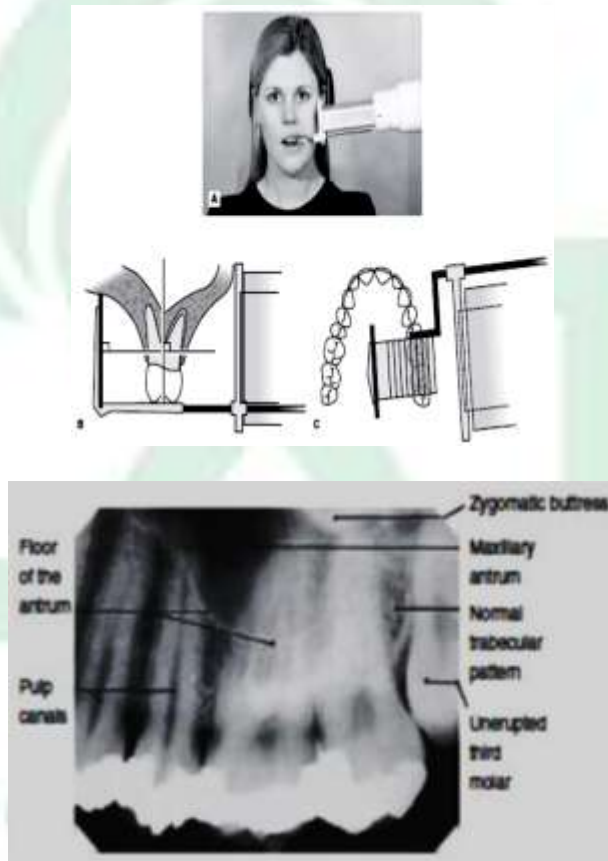 A
B
C
Floor
of the
antrum
Pulp
canals
Zygomatic buttress
Maxillary
antrum
Normal
trabecular
pattern
Unerupted
third
molar